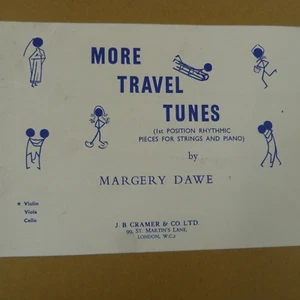 MORE
TRAVEL
TUNES
(1st POSITION RHYTHMIC
PIECES FOR STRINGS AND PIANO)
by
MARGERY DAWE
* Violin
Viola
Cello
J. B. CRAMER & CO. LTD.
99, ST. MARTIN'S LANE,
LONDON, W.C.2